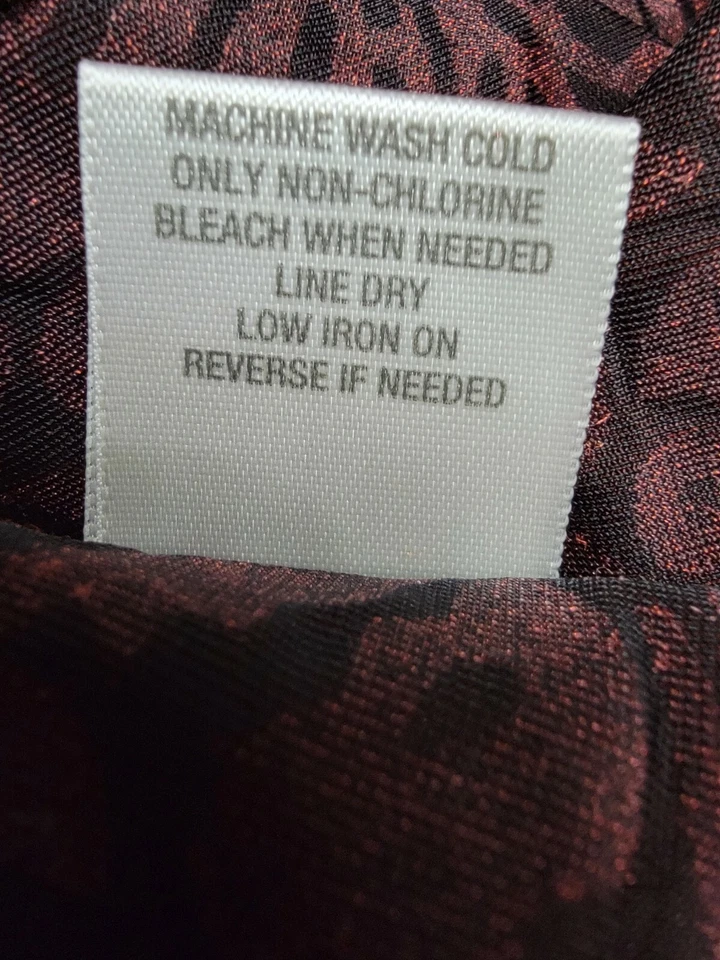 MACHINE WASH COLD
ONLY NON-CHLORINE
BLEACH WHEN NEEDED
LINE DRY
LOW IRON ON
REVERSE IF NEEDED